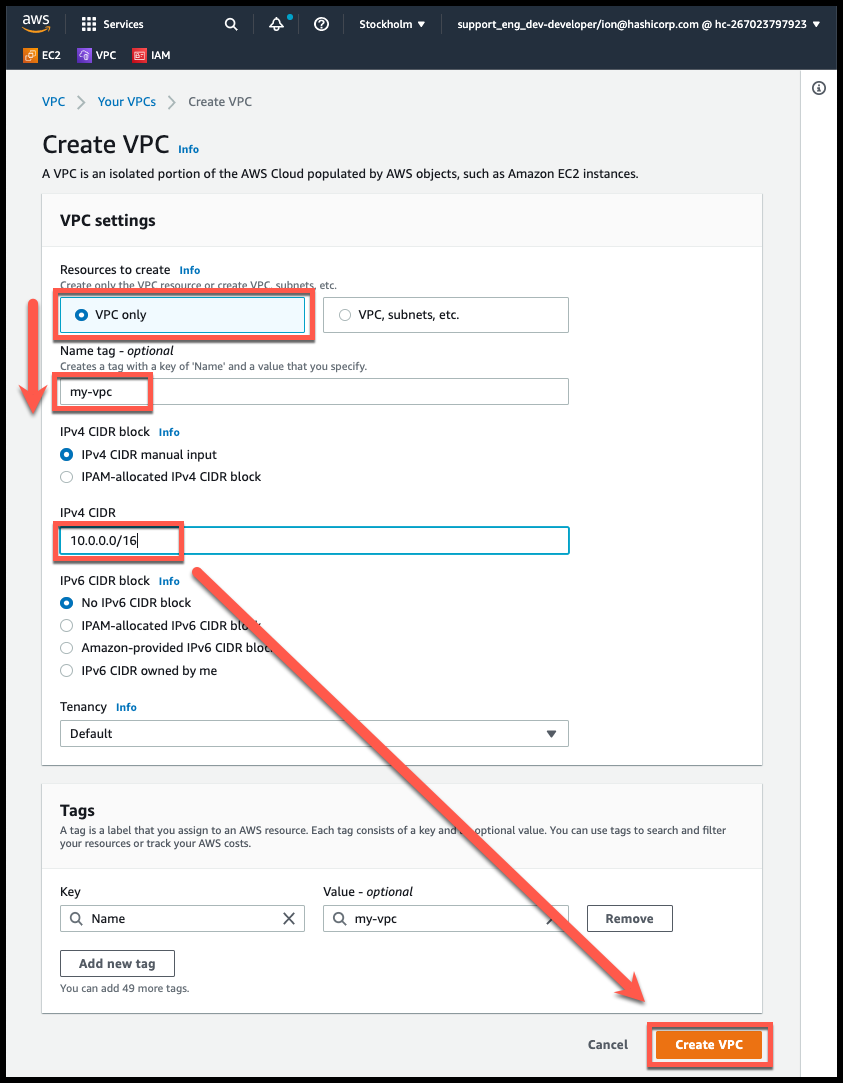 aws Services Stockholm ▼ support_eng_dev-developer/ion@hashicorp.com @ hc-267023797923 ▼
EC2 VPC IAM
VPC > Your VPCs > Create VPC
Create VPC Info
A VPC is an isolated portion of the AWS Cloud populated by AWS objects, such as Amazon EC2 instances.
VPC settings
Resources to create Info
Create only the VPC resource or create VPC, subnets, etc.
VPC only VPC, subnets, etc.
Name tag - optional
Creates a tag with a key of 'Name' and a value that you specify.
my-vpc
IPv4 CIDR block Info
IPv4 CIDR manual input
IPAM-allocated IPv4 CIDR block
IPv4 CIDR
10.0.0.0/16
IPv6 CIDR block Info
No IPv6 CIDR block
IPAM-allocated IPv6 CIDR block
Amazon-provided IPv6 CIDR block
IPv6 CIDR owned by me
Tenancy Info
Default
Tags
A tag is a label that you assign to an AWS resource. Each tag consists of a key and optional value. You can use tags to search and filter
your resources or track your AWS costs.
Key Value - optional
Name my-vpc Remove
Add new tag
You can add 49 more tags.
Cancel Create VPC